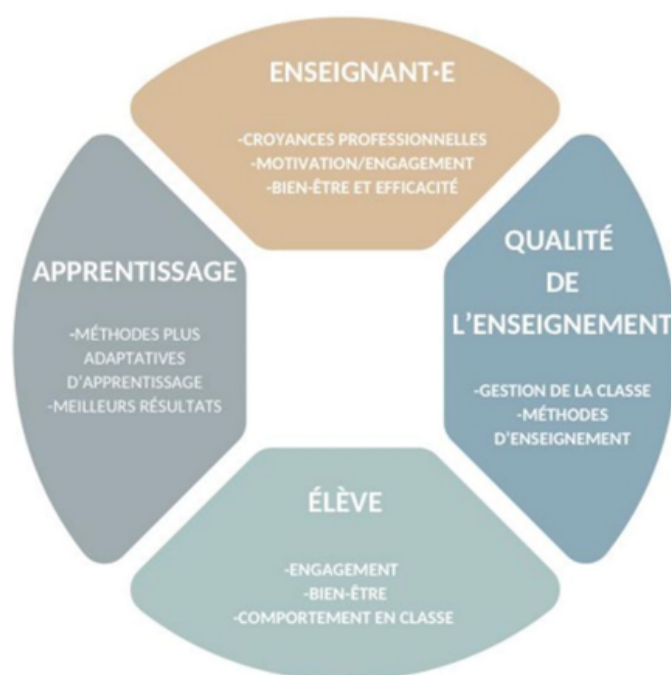 ENSEIGNANT·E
-CROYANCES PROFESSIONNELLES
-MOTIVATION/ENGAGEMENT
-BIEN-ÊTRE ET EFFICACITÉ
QUALITÉ
DE
L'ENSEIGNEMENT
-GESTION DE LA CLASSE
-MÉTHODES
D'ENSEIGNEMENT
ÉLÈVE
-ENGAGEMENT
-BIEN-ÊTRE
-COMPORTEMENT EN CLASSE
APPRENTISSAGE
-MÉTHODES PLUS
ADAPTATIVES
D'APPRENTISSAGE
-MEILLEURS RÉSULTATS